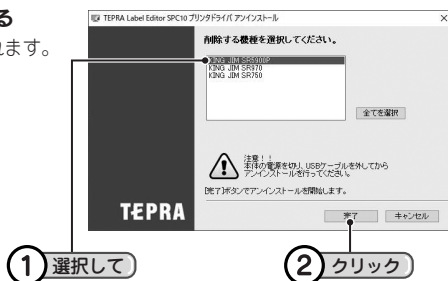 る
れます。
TEPRA Label Editor SPC10 プリンタドライバ アンインストール
削除する機種を選択してください。
KING JIM SR5900P
KING JIM SR970
KING JIM SR750
全てを選択
注意！！
本体の電源を切り、USBケーブルを外してから
アンインストールを行ってください。
[完了]ボタンでアンインストールを開始します。
TEPRA
完了
キャンセル
① 選択して
② クリック